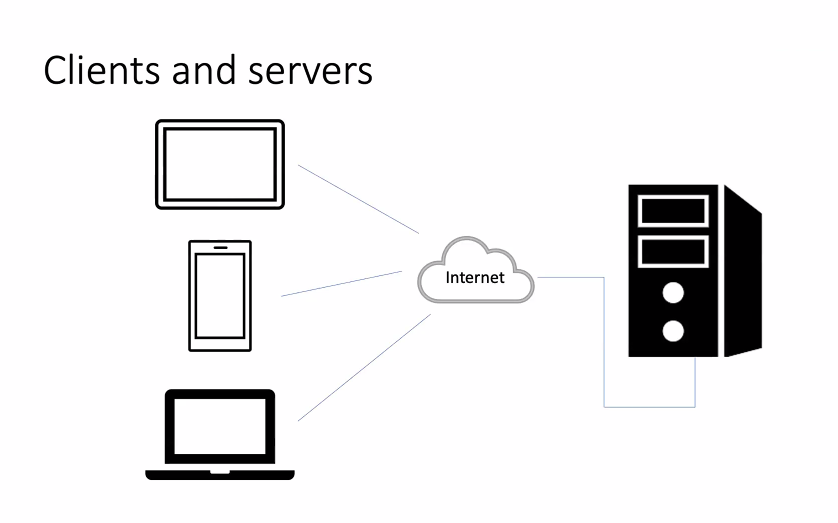 Clients and servers
Internet